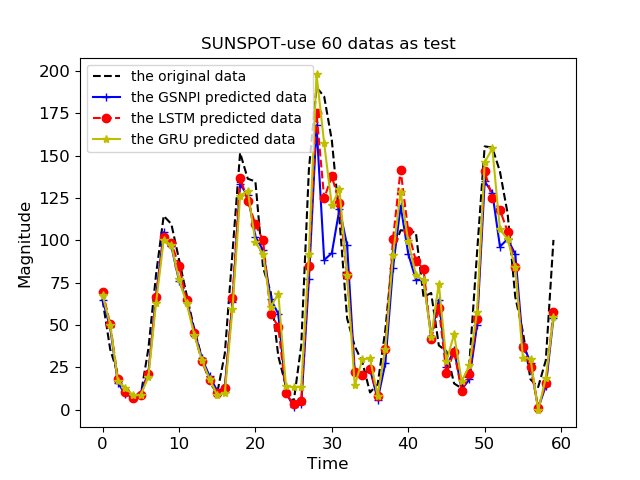 SUNSPOT-use 60 datas as test
the original data
the GSNPI predicted data
the LSTM predicted data
the GRU predicted data
Magnitude
200
175
150
125
100
75
50
25
0
0 10 20 30 40 50 60
Time